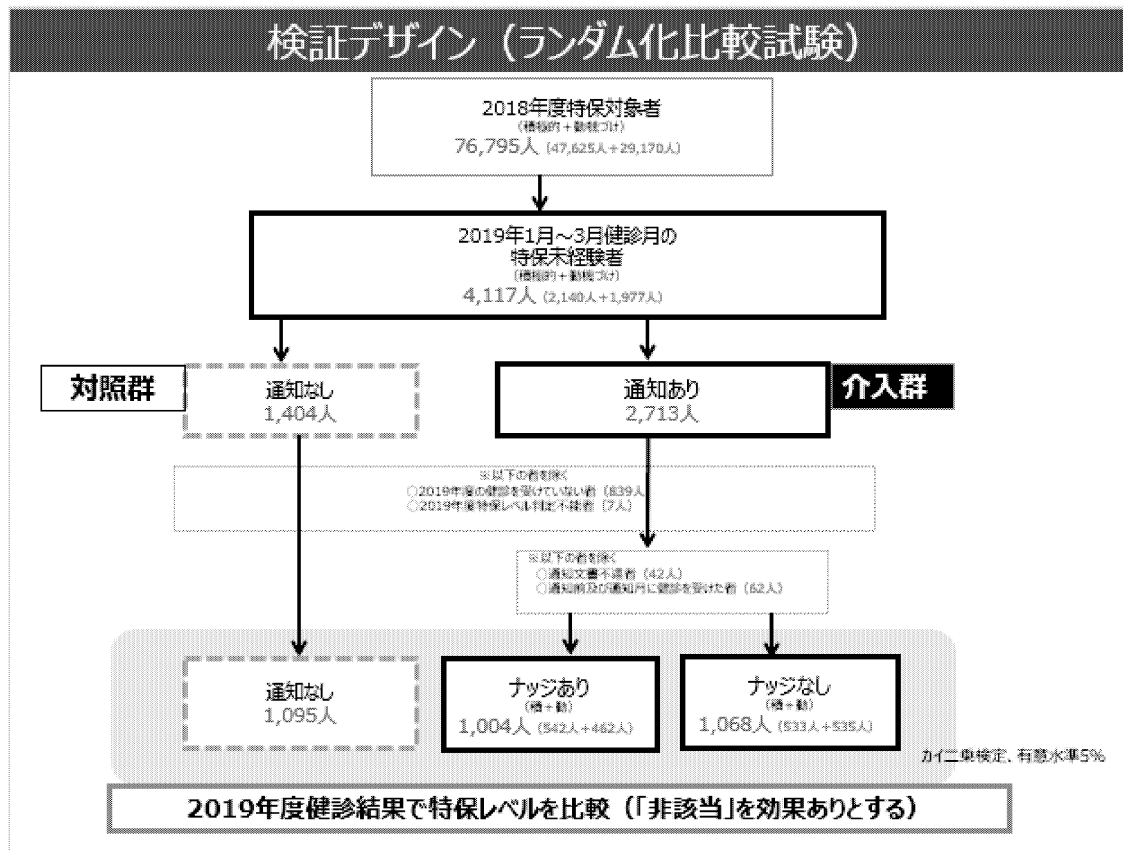 検証デザイン（ランダム化比較試験）
2018年度特保対象者
（積極的＋動機づけ）
76,795人（47,625人+29,170人）
2019年1月～3月健診月の
特保未経験者
（積極的＋動機づけ）
4,117人（2,140人+1,977人）
対照群
通知なし
1,404人
通知あり
2,713人
介入群
※以下の者を除く
○2019年度の健診を受けていない者（839人
○2019年度特保レベル判定不能者（7人）
※以下の者を除く
○通知文書不達者（42人）
○通知前及び通知月に健診を受けた者（62人）
通知なし
1,095人
ナッジあり
（積＋動）
1,004人（542人+462人）
ナッジなし
（積＋動）
1,068人（533人+535人）
カイ二乗検定、有意水準5%
2019年度健診結果で特保レベルを比較（「非該当」を効果ありとする）